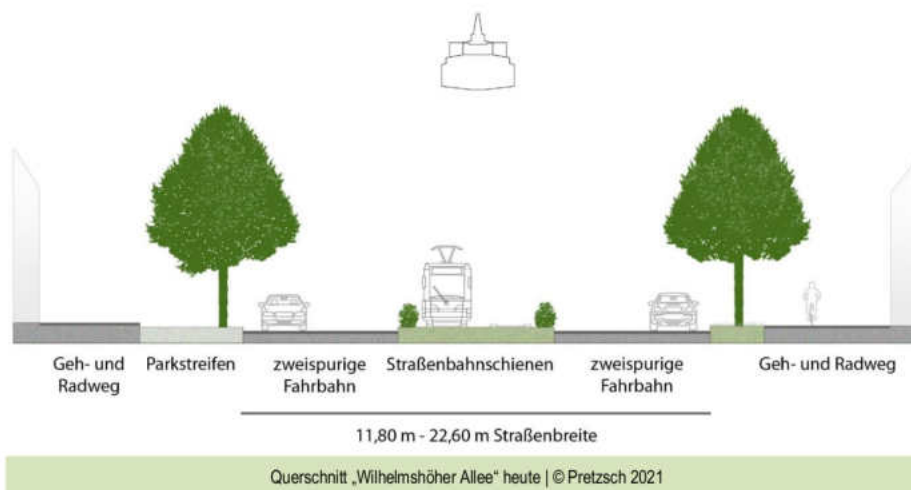 Geh- und
Radweg
Parkstreifen
zweispurige
Fahrbahn
Straßenbahnschienen
zweispurige
Fahrbahn
Geh- und Radweg
11,80 m - 22,60 m Straßenbreite
Querschnitt „Wilhelmshöher Allee“ heute | © Pretzsch 2021